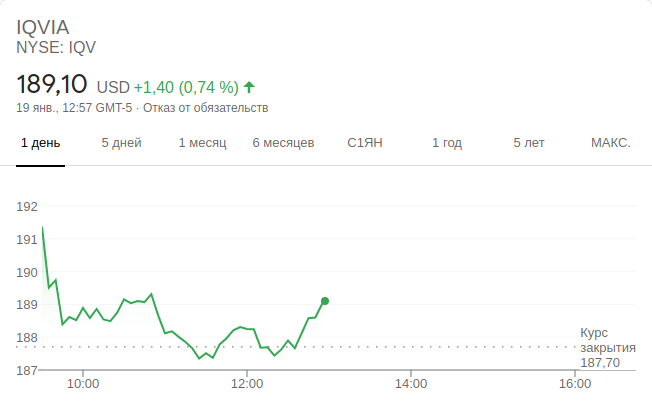 IQVIA
NYSE: IQV
189,10 USD +1,40 (0,74 %)
19 янв., 12:57 GMT-5 · Отказ от обязательств
1 день 5 дней 1 месяц 6 месяцев С1ЯН 1 год 5 лет МАКС.
192
191
190
189
188
187
Курс
закрытия
187,70
10:00 12:00 14:00 16:00